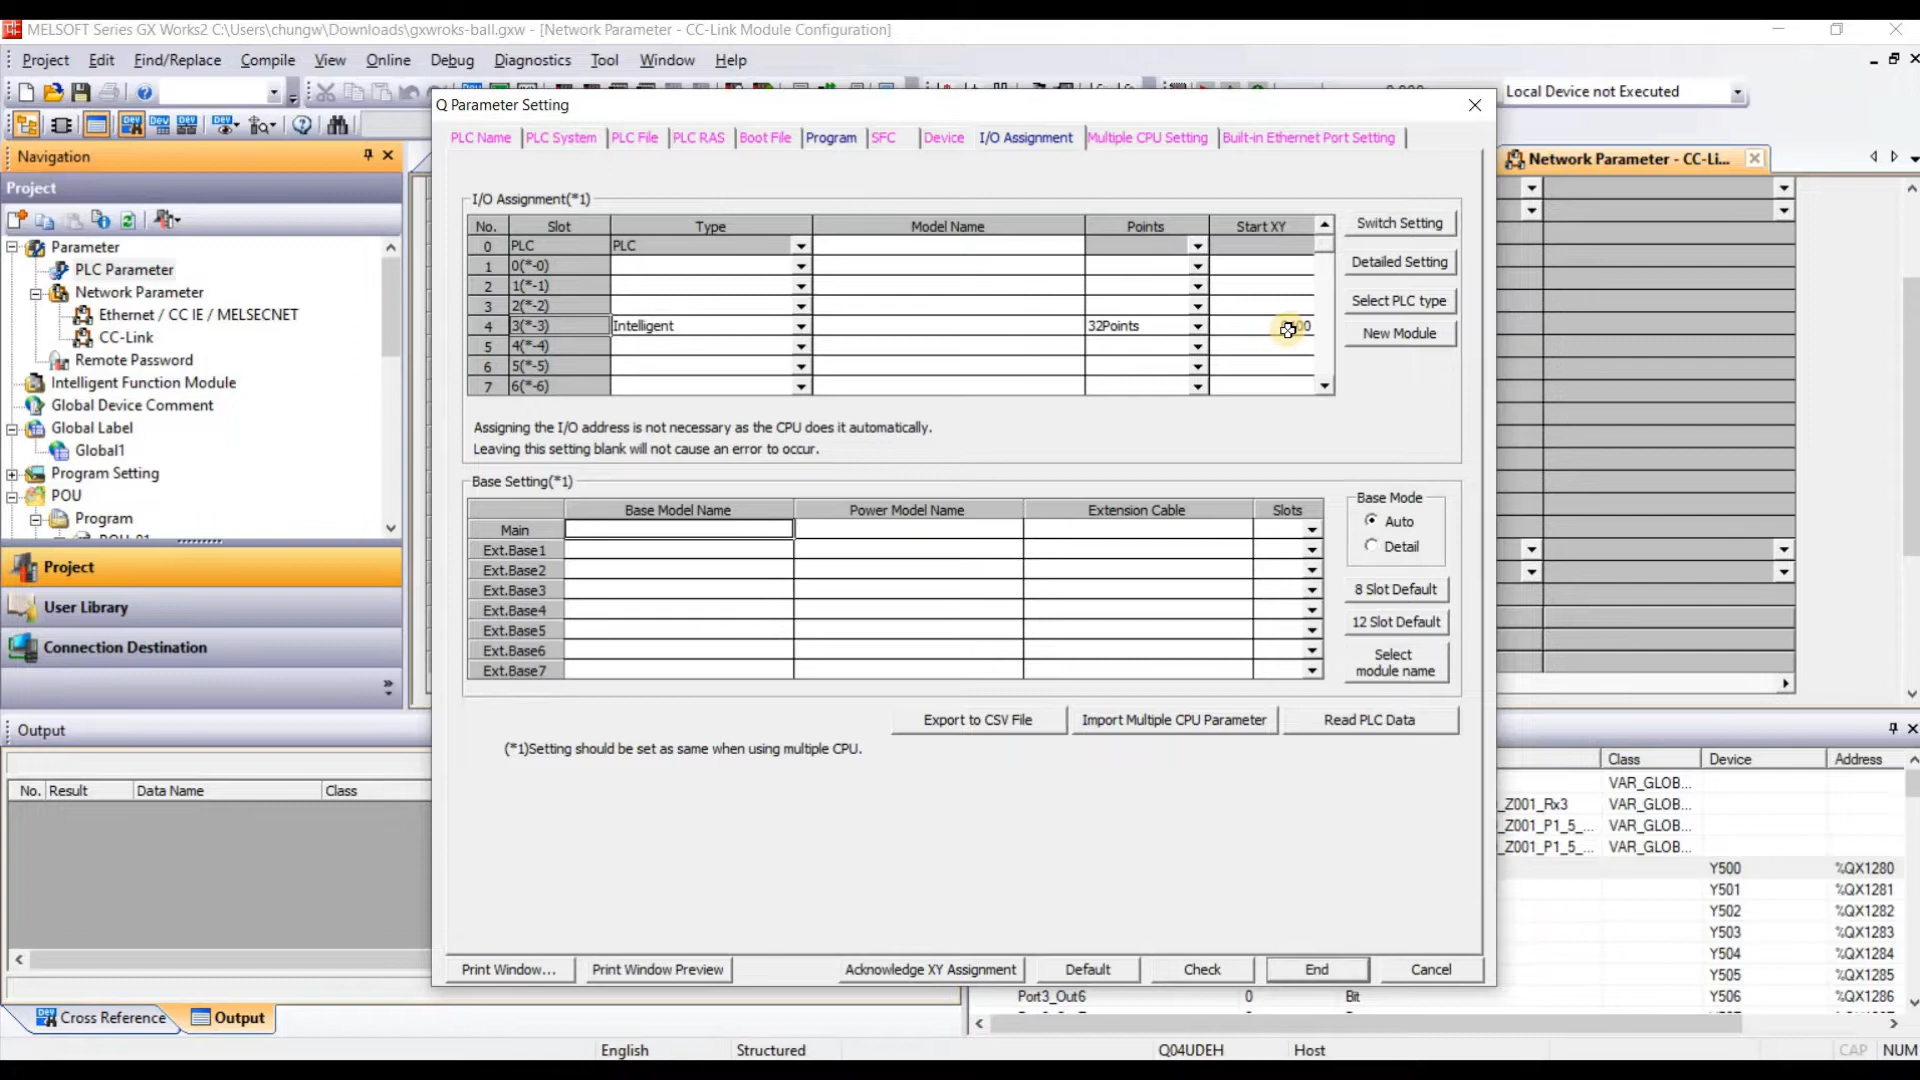 MELSOFT Series GX Works2 C:\Users\chungw\Downloads\gxwroks-ball.gxw - [Network Parameter - CC-Link Module Configuration]
Project Edit Find/Replace Compile View Online Debug Diagnostics Tool Window Help
Local Device not Executed
Navigation
Project
Parameter
PLC Parameter
Network Parameter
Ethernet / CC IE / MELSECNET
CC-Link
Remote Password
Intelligent Function Module
Global Device Comment
Global Label
Global1
Program Setting
POU
Program
Project
User Library
Connection Destination
Q Parameter Setting
PLC Name PLC System PLC File PLC RAS Boot File Program SFC Device I/O Assignment Multiple CPU Setting Built-in Ethernet Port Setting
I/O Assignment(*1)
No. Slot Type Model Name Points Start XY
0 PLC PLC
1 0(*-0)
2 1(*-1)
3 2(*-2)
4 3(*-3) Intelligent 32Points
5 4(*-4)
6 5(*-5)
7 6(*-6)
Switch Setting
Detailed Setting
Select PLC type
New Module
Assigning the I/O address is not necessary as the CPU does it automatically.
Leaving this setting blank will not cause an error to occur.
Base Setting(*1)
Base Model Name Power Model Name Extension Cable Slots
Main
Ext.Base1
Ext.Base2
Ext.Base3
Ext.Base4
Ext.Base5
Ext.Base6
Ext.Base7
Base Mode
Auto
Detail
8 Slot Default
12 Slot Default
Select
module name
Export to CSV File Import Multiple CPU Parameter Read PLC Data
(*1)Setting should be set as same when using multiple CPU.
Print Window... Print Window Preview Acknowledge XY Assignment Default Check End Cancel
Network Parameter - CC-Li...
Output
No. Result Data Name Class
Cross Reference Output
Class Device Address
VAR_GLOB...
_Z001_Rx3 VAR_GLOB...
_Z001_P1_5_... VAR_GLOB...
_Z001_P1_5_... VAR_GLOB...
Y500 %QX1280
Y501 %QX1281
Y502 %QX1282
Y503 %QX1283
Y504 %QX1284
Y505 %QX1285
Port3_Out6 0 Bit Y506 %QX1286
English Structured Q04UDEH Host CAP NUM